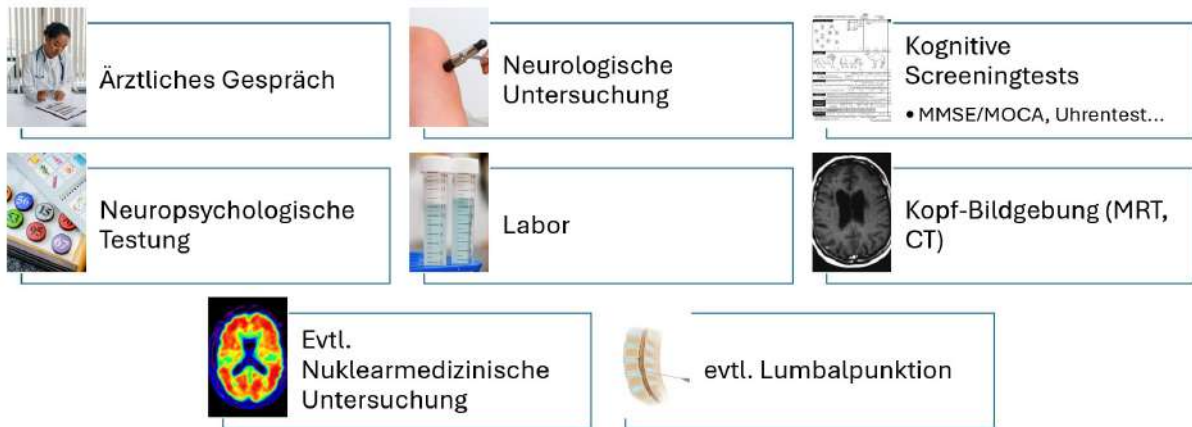 Ärztliches Gespräch
Neurologische
Untersuchung
Kognitive
Screeningtests
• MMSE/MOCA, Uhrentest...
Neuropsychologische
Testung
Labor
Kopf-Bildgebung (MRT,
CT)
Evtl.
Nuklearmedizinische
Untersuchung
evtl. Lumbalpunktion